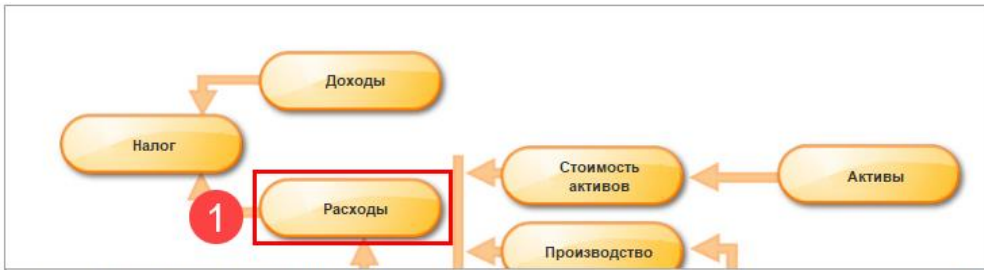 Доходы
Налог
Стоимость
активов
Активы
1
Расходы
Производство